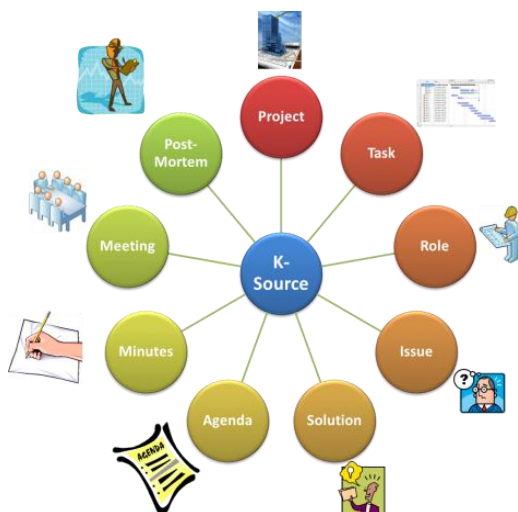 Project
Post-
Mortem
Task
Meeting
K-
Source
Role
Minutes
Issue
Agenda
Solution
?
AGENDA